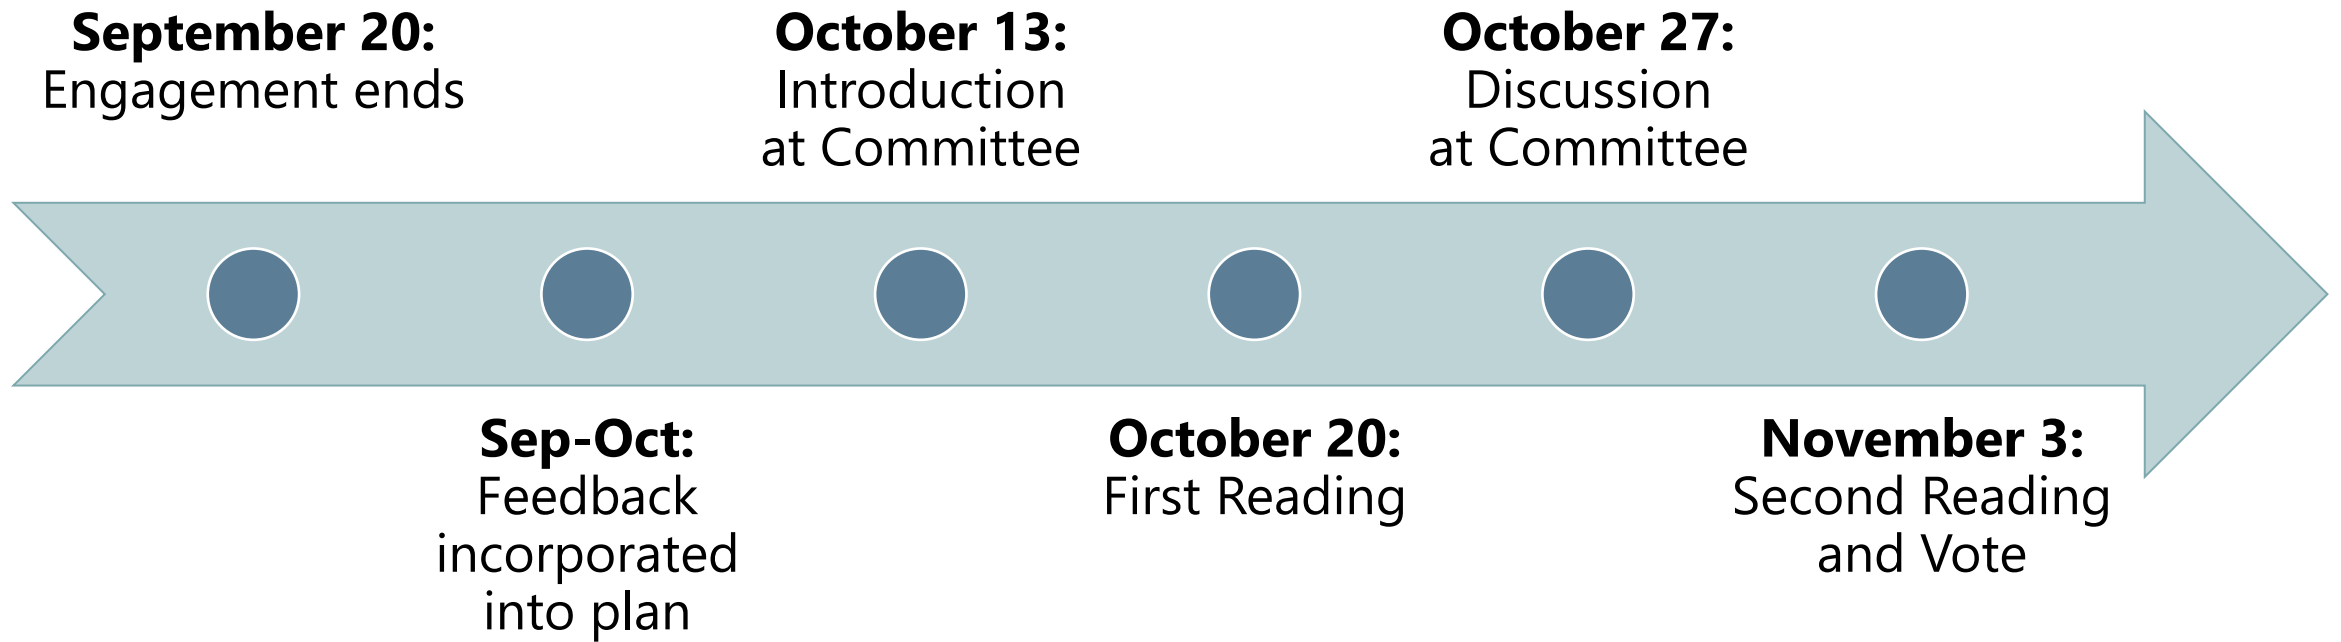 September 20:
Engagement ends
Sep-Oct:
Feedback
incorporated
into plan
October 13:
Introduction
at Committee
October 20:
First Reading
October 27:
Discussion
at Committee
November 3:
Second Reading
and Vote